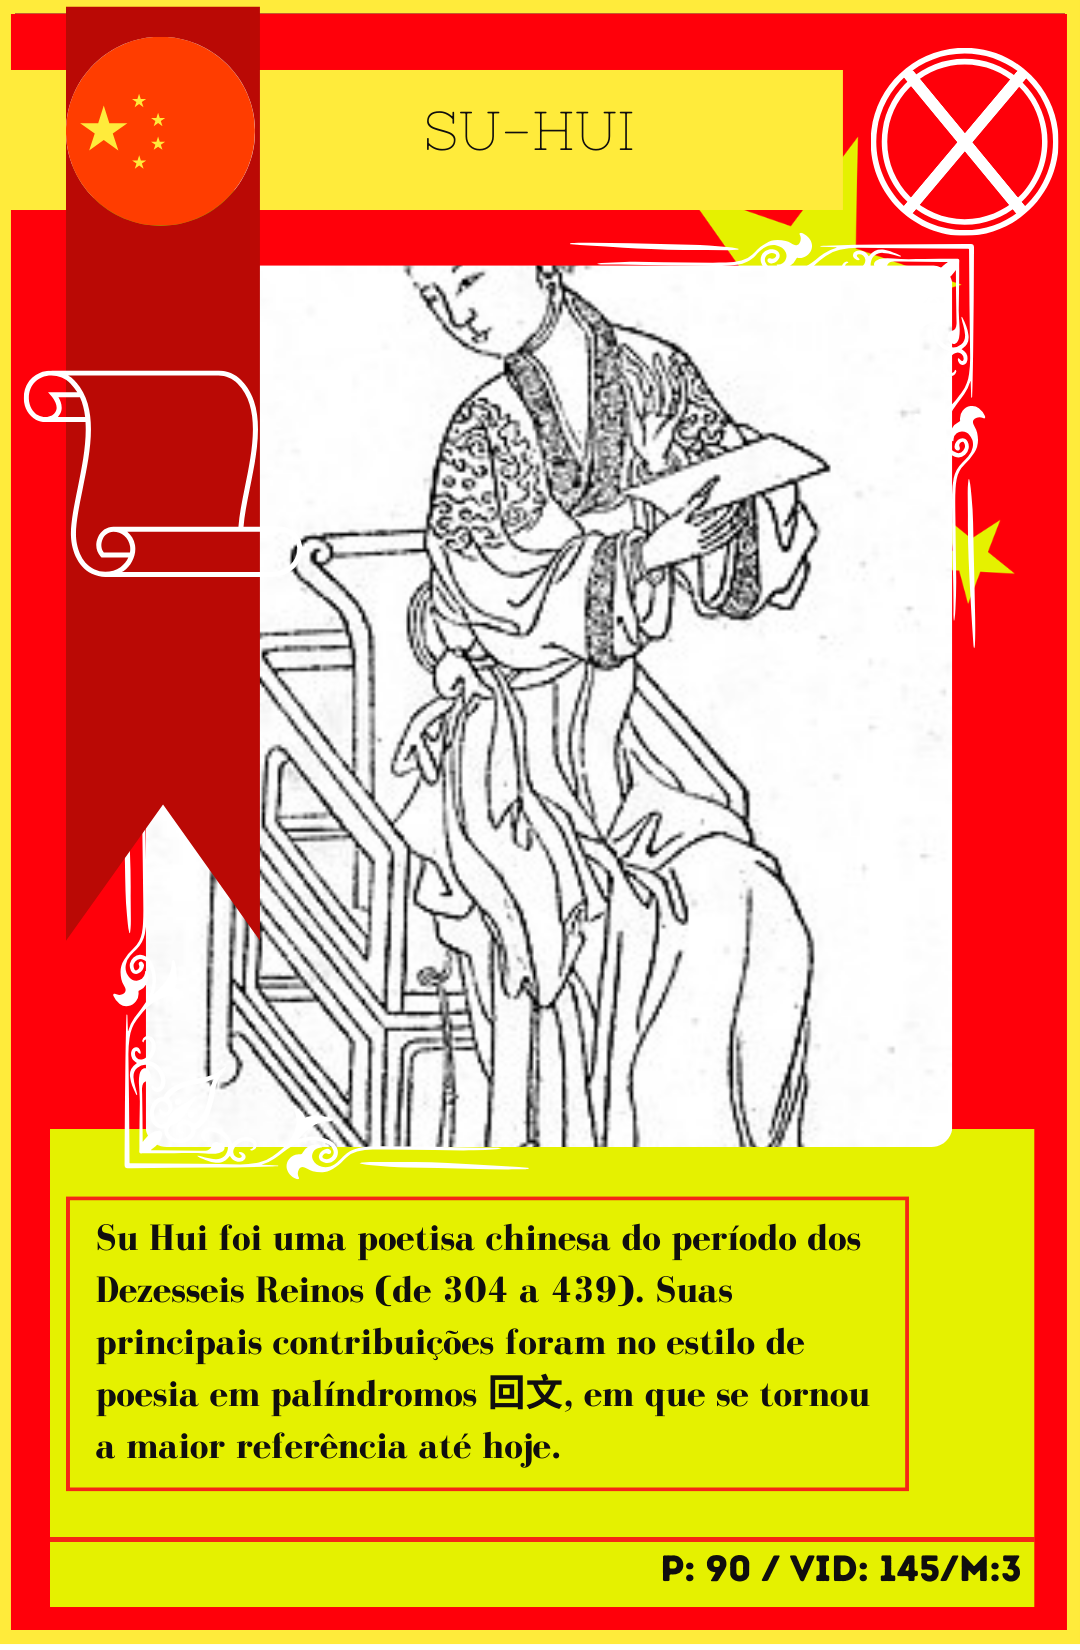 SU-HUI
Su Hui foi uma poetisa chinesa do período dos
Dezesseis Reinos (de 304 a 439). Suas
principais contribuições foram no estilo de
poesia em palíndromos 回文, em que se tornou
a maior referência até hoje.
P: 90 / VID: 145/M:3